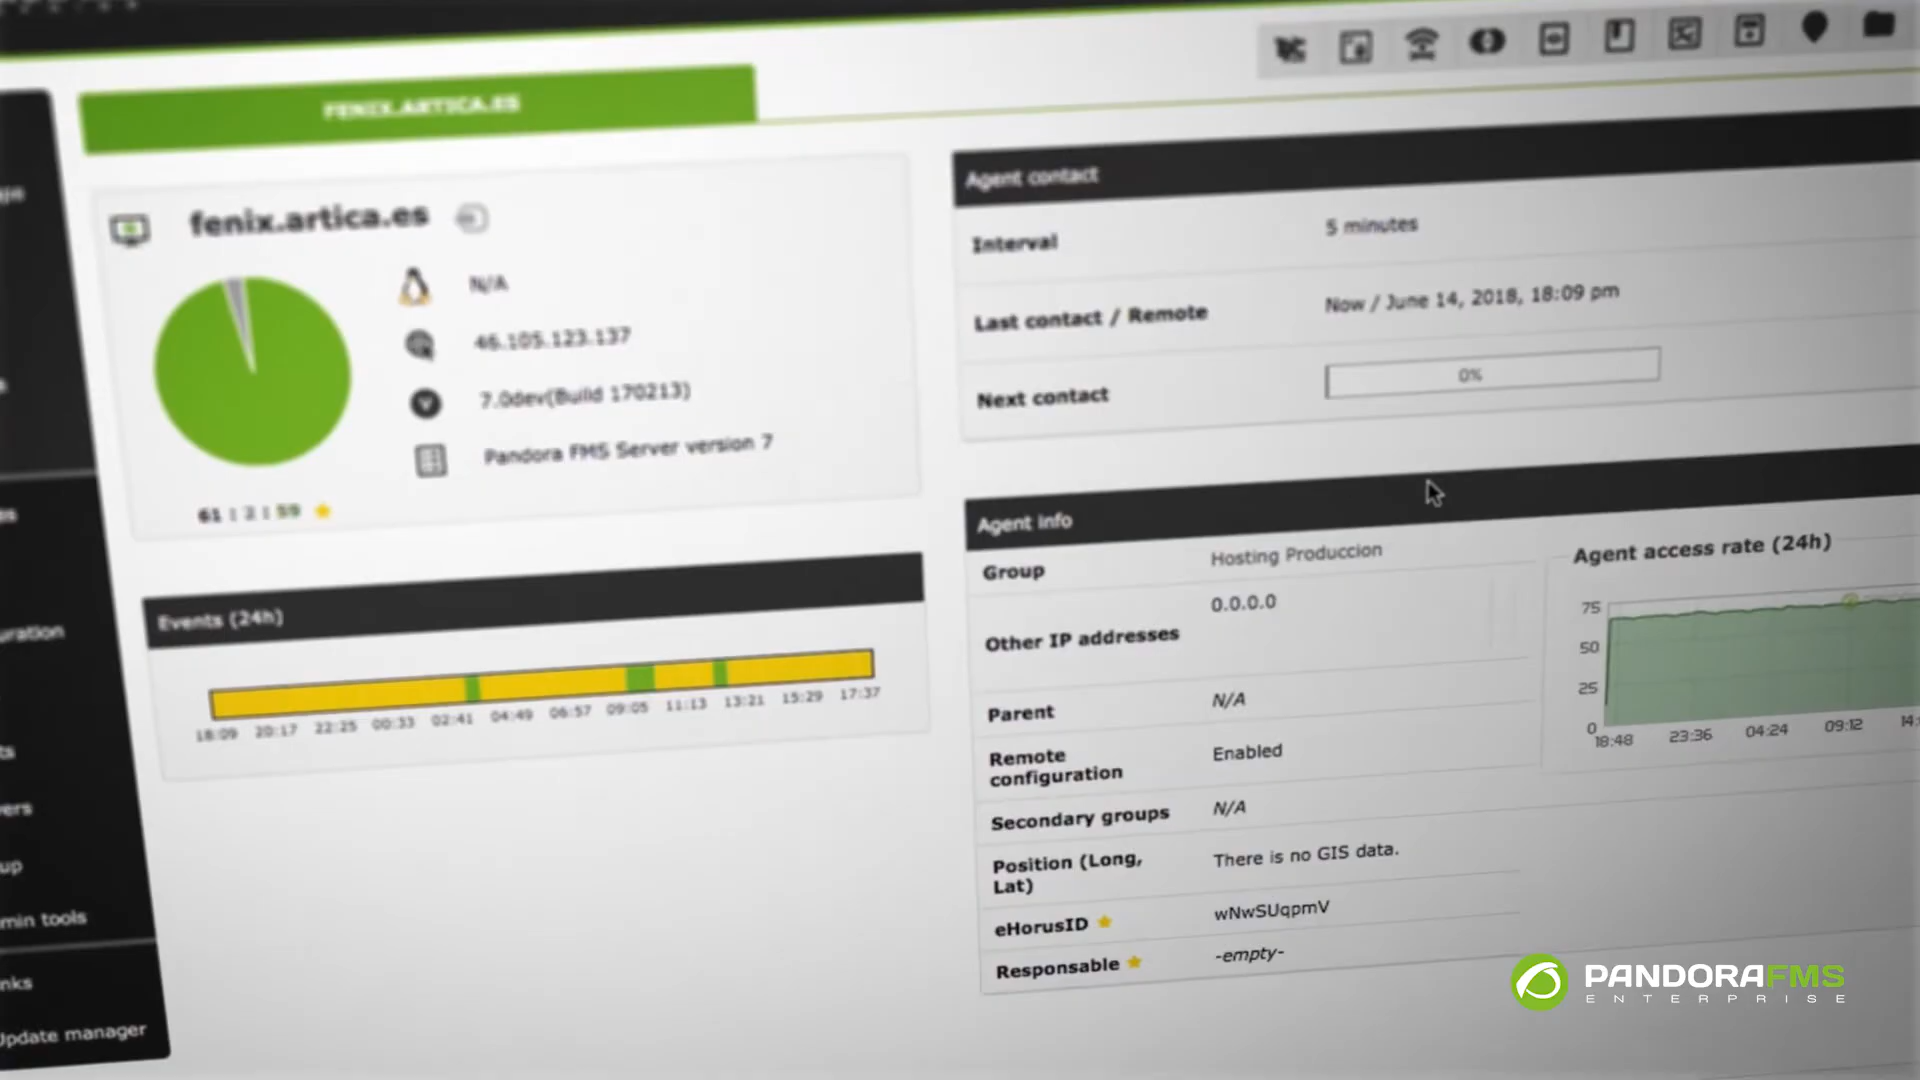 FENIX.ARTICA.ES
fenix.artica.es
N/A
46.105.123.137
7.0dev(Build 170213)
Pandora FMS Server version 7
61 : 2 : 59
Events (24h)
18:09 20:17 22:25 00:33 02:41 04:49 06:57 09:05 11:13 13:21 15:29 17:37
Agent contact
Interval 5 minutes
Last contact / Remote Now / June 14, 2018, 18:09 pm
Next contact 0%
Agent info
Group Hosting Produccion
Other IP addresses 0.0.0.0
Parent N/A
Remote configuration Enabled
Secondary groups N/A
Position (Long, Lat) There is no GIS data.
eHorusID wNwSUqpmV
Responsable -empty-
Agent access rate (24h)
75
50
25
0
18:48 23:36 04:24 09:12
min tools
Update manager
PANDORAFMS
ENTERPRISE